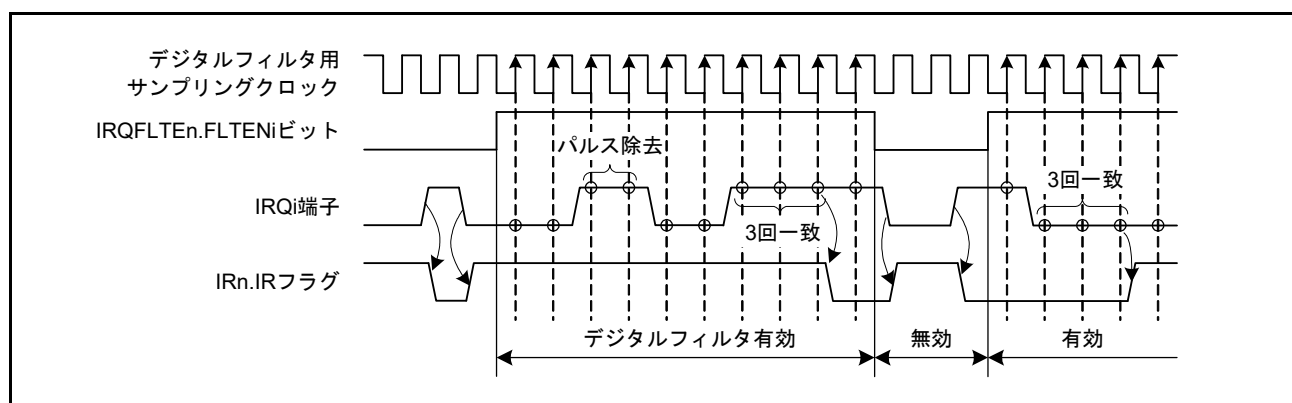 デジタルフィルタ用
サンプリングクロック
IRQFLTEn.FLTENiビット
パルス除去
3回一致
IRQi端子
3回一致
IRn.IRフラグ
デジタルフィルタ有効
無効
有効